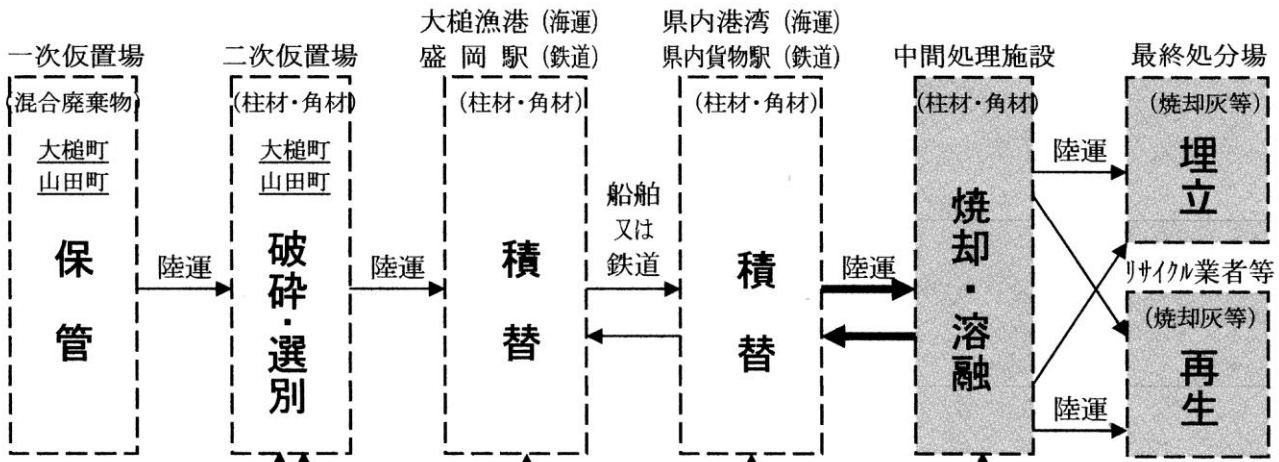 一次仮置場
(混合廃棄物)
大槌町
山田町
保管
陸運
二次仮置場
(柱材・角材)
大槌町
山田町
破砕・選別
陸運
大槌漁港 (海運)
盛岡駅 (鉄道)
(柱材・角材)
積替
船舶
又は
鉄道
県内港湾 (海運)
県内貨物駅 (鉄道)
(柱材・角材)
積替
陸運
中間処理施設
(柱材・角材)
焼却・溶融
陸運
陸運
最終処分場
(焼却灰等)
埋立
リサイクル業者等
(焼却灰等)
再生